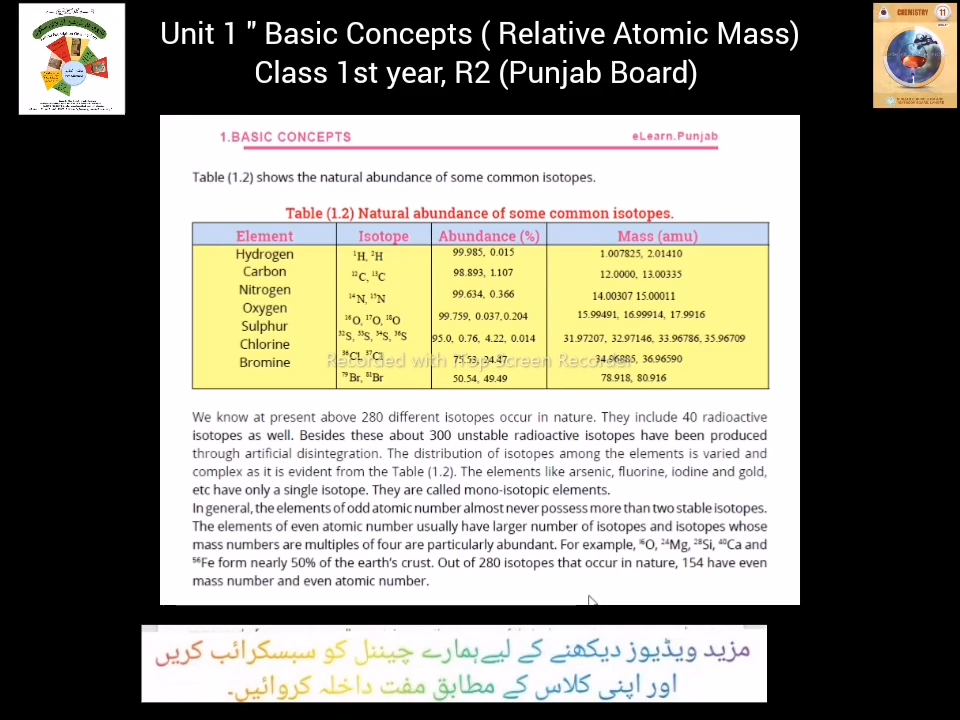 Unit 1 " Basic Concepts ( Relative Atomic Mass)
Class 1st year, R2 (Punjab Board)
CHEMISTRY 11
1.BASIC CONCEPTS eLearn.Punjab
Table (1.2) shows the natural abundance of some common isotopes.
Table (1.2) Natural abundance of some common isotopes.
Element Isotope Abundance (%) Mass (amu)
Hydrogen ¹H, ²H 99.985, 0.015 1.007825, 2.01410
Carbon ¹²C, ¹³C 98.893, 1.107 12.0000, 13.00335
Nitrogen ¹⁴N, ¹⁵N 99.634, 0.366 14.00307 15.00011
Oxygen ¹⁶O, ¹⁷O, ¹⁸O 99.759, 0.037,0.204 15.99491, 16.99914, 17.9916
Sulphur ³²S, ³³S, ³⁴S, ³⁶S 95.0, 0.76, 4.22, 0.014 31.97207, 32.97146, 33.96786, 35.96709
Chlorine ³⁶Cl, ³⁷Cl 75.53, 24.47 34.96885, 36.96590
Bromine ⁷⁹Br, ⁸¹Br 50.54, 49.49 78.918, 80.916
Recorded with iTop Screen Recorder
We know at present above 280 different isotopes occur in nature. They include 40 radioactive
isotopes as well. Besides these about 300 unstable radioactive isotopes have been produced
through artificial disintegration. The distribution of isotopes among the elements is varied and
complex as it is evident from the Table (1.2). The elements like arsenic, fluorine, iodine and gold,
etc have only a single isotope. They are called mono-isotopic elements.
In general, the elements of odd atomic number almost never possess more than two stable isotopes.
The elements of even atomic number usually have larger number of isotopes and isotopes whose
mass numbers are multiples of four are particularly abundant. For example, ¹⁶O, ²⁴Mg, ²⁸Si, ⁴⁰Ca and
⁵⁶Fe form nearly 50% of the earth's crust. Out of 280 isotopes that occur in nature, 154 have even
mass number and even atomic number.
مزید ویڈیوز دیکھنے کے لیے ہمارے چینل کو سبسکرائب کریں
اور اپنی کلاس کے مطابق مفت داخلہ کروائیں۔